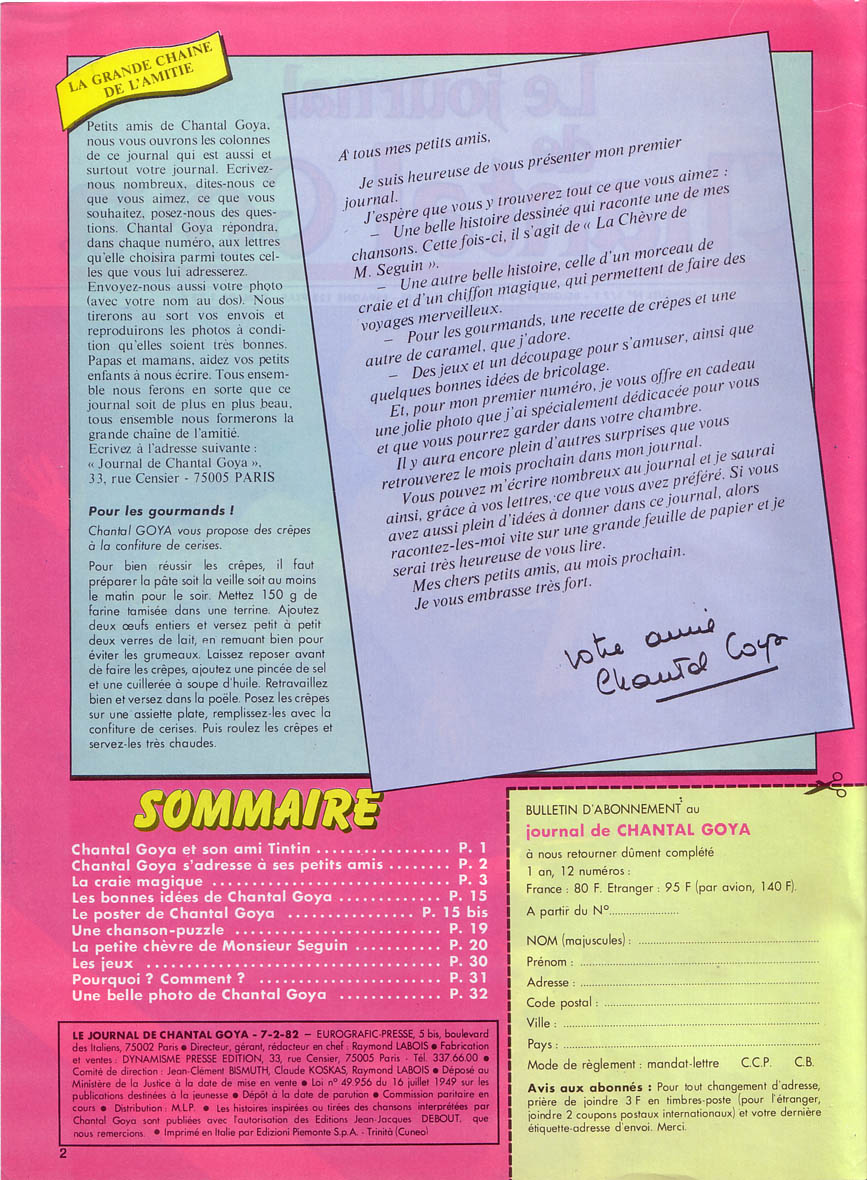 LA GRANDE CHAINE
DE L'AMITIE
Petits amis de Chantal Goya,
nous vous ouvrons les colonnes
de ce journal qui est aussi et
surtout votre journal. Ecrivez-
nous nombreux, dites-nous ce
que vous aimez, ce que vous
souhaitez, posez-nous des ques-
tions. Chantal Goya répondra,
dans chaque numéro, aux lettres
qu'elle choisira parmi toutes cel-
les que vous lui adresserez.
Envoyez-nous aussi votre photo
(avec votre nom au dos). Nous
tirerons au sort vos envois et
reproduirons les photos à condi-
tion qu'elles soient très bonnes.
Papas et mamans, aidez vos petits
enfants à nous écrire. Tous ensem-
ble nous ferons en sorte que ce
journal soit de plus en plus beau,
tous ensemble nous formerons la
grande chaîne de l'amitié.
Ecrivez à l'adresse suivante :
« Journal de Chantal Goya »,
33, rue Censier - 75005 PARIS
Pour les gourmands !
Chantal GOYA vous propose des crêpes
à la confiture de cerises.
Pour bien réussir les crêpes, il faut
préparer la pâte soit la veille soit au moins
le matin pour le soir. Mettez 150 g de
farine tamisée dans une terrine. Ajoutez
deux œufs entiers et versez petit à petit
deux verres de lait, en remuant bien pour
éviter les grumeaux. Laissez reposer avant
de faire les crêpes, ajoutez une pincée de sel
et une cuillerée à soupe d'huile. Retravaillez
bien et versez dans la poële. Posez les crêpes
sur une assiette plate, remplissez-les avec la
confiture de cerises. Puis roulez les crêpes et
servez-les très chaudes.
A tous mes petits amis,
Je suis heureuse de vous présenter mon premier
journal.
J'espère que vous y trouverez tout ce que vous aimez :
– Une belle histoire dessinée qui raconte une de mes
chansons. Cette fois-ci, il s'agit de « La Chèvre de
M. Seguin ».
– Une autre belle histoire, celle d'un morceau de
craie et d'un chiffon magique, qui permettent de faire des
voyages merveilleux.
– Pour les gourmands, une recette de crêpes et une
autre de caramel, que j'adore.
– Des jeux et un découpage pour s'amuser, ainsi que
quelques bonnes idées de bricolage.
Et, pour mon premier numéro, je vous offre en cadeau
une jolie photo que j'ai spécialement dédicacée pour vous
et que vous pourrez garder dans votre chambre.
Il y aura encore plein d'autres surprises que vous
retrouverez le mois prochain dans mon journal.
Vous pouvez m'écrire nombreux au journal et je saurai
ainsi, grâce à vos lettres, ce que vous avez préféré. Si vous
avez aussi plein d'idées à donner dans ce journal, alors
racontez-les-moi vite sur une grande feuille de papier et je
serai très heureuse de vous lire.
Mes chers petits amis, au mois prochain.
Je vous embrasse très fort.
Votre amie
Chantal Goya
SOMMAIRE
Chantal Goya et son ami Tintin ................. P. 1
Chantal Goya s'adresse à ses petits amis ........ P. 2
La craie magique .............................. P. 3
Les bonnes idées de Chantal Goya ............. P. 15
Le poster de Chantal Goya ................ P. 15 bis
Une chanson-puzzle ......................... P. 19
La petite chèvre de Monsieur Seguin ........... P. 20
Les jeux .................................... P. 30
Pourquoi ? Comment ? ....................... P. 31
Une belle photo de Chantal Goya ............. P. 32
LE JOURNAL DE CHANTAL GOYA - 7-2-82 – EUROGRAFIC-PRESSE, 5 bis, boulevard
des Italiens, 75002 Paris ● Directeur, gérant, rédacteur en chef : Raymond LABOIS ● Fabrication
et ventes : DYNAMISME PRESSE EDITION, 33, rue Censier, 75005 Paris - Tél. 337.66.00 ●
Comité de direction : Jean-Clément BISMUTH, Claude KOSKAS, Raymond LABOIS ● Déposé au
Ministère de la Justice à la date de mise en vente ● Loi n° 49.956 du 16 juillet 1949 sur les
publications destinées à la jeunesse ● Dépôt à la date de parution ● Commission paritaire en
cours ● Distribution : M.L.P. ● Les histoires inspirées ou tirées des chansons interprétées par
Chantal Goya sont publiées avec l'autorisation des Editions Jean-Jacques DEBOUT, que
nous remercions. ● Imprimé en Italie par Edizioni Piemonte S.p.A. - Trinità (Cuneo)
2
BULLETIN D'ABONNEMENT au
journal de CHANTAL GOYA
à nous retourner dûment complété
1 an, 12 numéros :
France : 80 F. Etranger : 95 F (par avion, 140 F).
A partir du N°.......................
NOM (majuscules) : ..........................
Prénom : ..........................
Adresse : ..........................
Code postal : ..........................
Ville : ..........................
Pays : ..........................
Mode de règlement : mandat-lettre C.C.P. C.B.
Avis aux abonnés : Pour tout changement d'adresse,
prière de joindre 3 F en timbres-poste (pour l'étranger,
joindre 2 coupons postaux internationaux) et votre dernière
étiquette-adresse d'envoi. Merci.